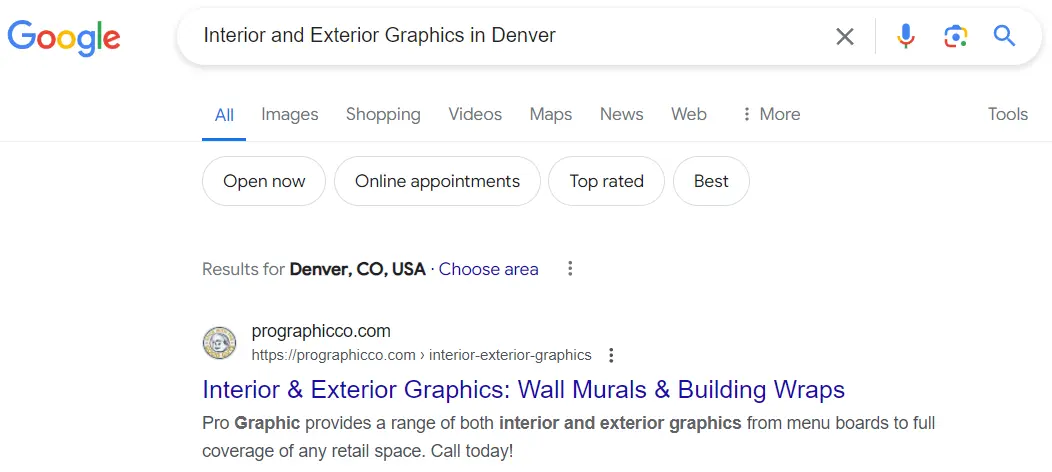 Google
Interior and Exterior Graphics in Denver
All Images Shopping Videos Maps News Web More Tools
Open now Online appointments Top rated Best
Results for Denver, CO, USA · Choose area
prographicco.com
https://prographicco.com › interior-exterior-graphics
Interior & Exterior Graphics: Wall Murals & Building Wraps
Pro Graphic provides a range of both interior and exterior graphics from menu boards to full
coverage of any retail space. Call today!